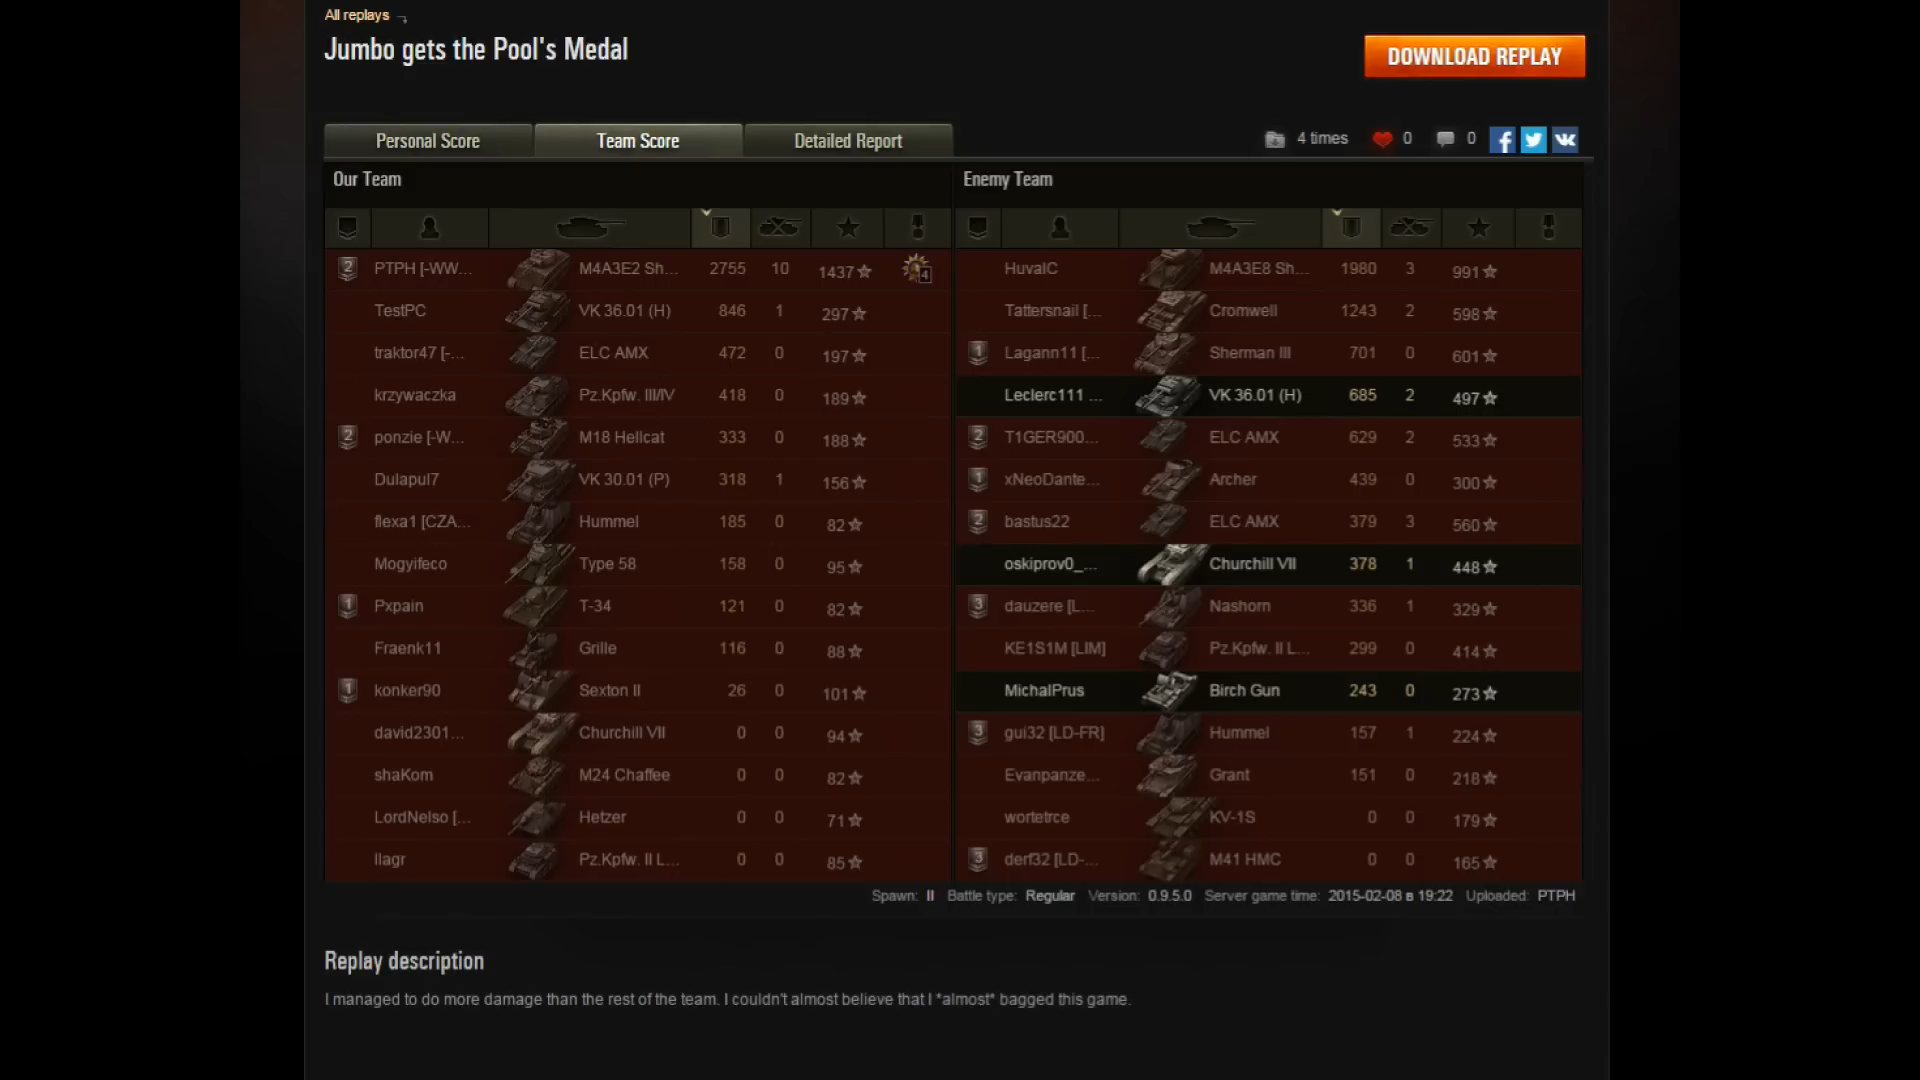 All replays
Jumbo gets the Pool's Medal
DOWNLOAD REPLAY
Personal Score Team Score Detailed Report 4 times 0 0
Our Team Enemy Team
2 PTPH [-WW... M4A3E2 Sh... 2755 10 1437 4 HuvalC M4A3E8 Sh... 1980 3 991
TestPC VK 36.01 (H) 846 1 297 Tattersnail [... Cromwell 1243 2 598
traktor47 [-... ELC AMX 472 0 197 1 Lagann11 [... Sherman III 701 0 601
krzywaczka Pz.Kpfw. III/IV 418 0 189 Leclerc111 ... VK 36.01 (H) 685 2 497
2 ponzie [-W... M18 Hellcat 333 0 188 2 T1GER900... ELC AMX 629 2 533
Dulapul7 VK 30.01 (P) 318 1 156 1 xNeoDante... Archer 439 0 300
flexa1 [CZA... Hummel 185 0 82 2 bastus22 ELC AMX 379 3 560
Mogyifeco Type 58 158 0 95 oskiprov0_... Churchill VII 378 1 448
1 Pxpain T-34 121 0 82 3 dauzere [L... Nashorn 336 1 329
Fraenk11 Grille 116 0 88 KE1S1M [LIM] Pz.Kpfw. II L... 299 0 414
1 konker90 Sexton II 26 0 101 MichalPrus Birch Gun 243 0 273
david2301... Churchill VII 0 0 94 3 gui32 [LD-FR] Hummel 157 1 224
shaKom M24 Chaffee 0 0 82 Evanpanze... Grant 151 0 218
LordNelso [... Hetzer 0 0 71 wortetrce KV-1S 0 0 179
llagr Pz.Kpfw. II L... 0 0 85 3 derf32 [LD-... M41 HMC 0 0 165
Spawn: II Battle type: Regular Version: 0.9.5.0 Server game time: 2015-02-08 в 19:22 Uploaded: PTPH
Replay description
I managed to do more damage than the rest of the team. I couldn't almost believe that I *almost* bagged this game.